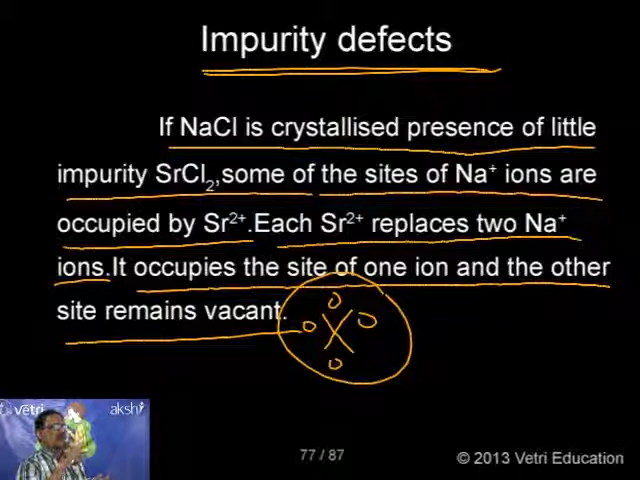 Impurity defects
If NaCl is crystallised presence of little
impurity SrCl₂,some of the sites of Na⁺ ions are
occupied by Sr²⁺.Each Sr²⁺ replaces two Na⁺
ions.It occupies the site of one ion and the other
site remains vacant.
vetri akshi
77 / 87
© 2013 Vetri Education